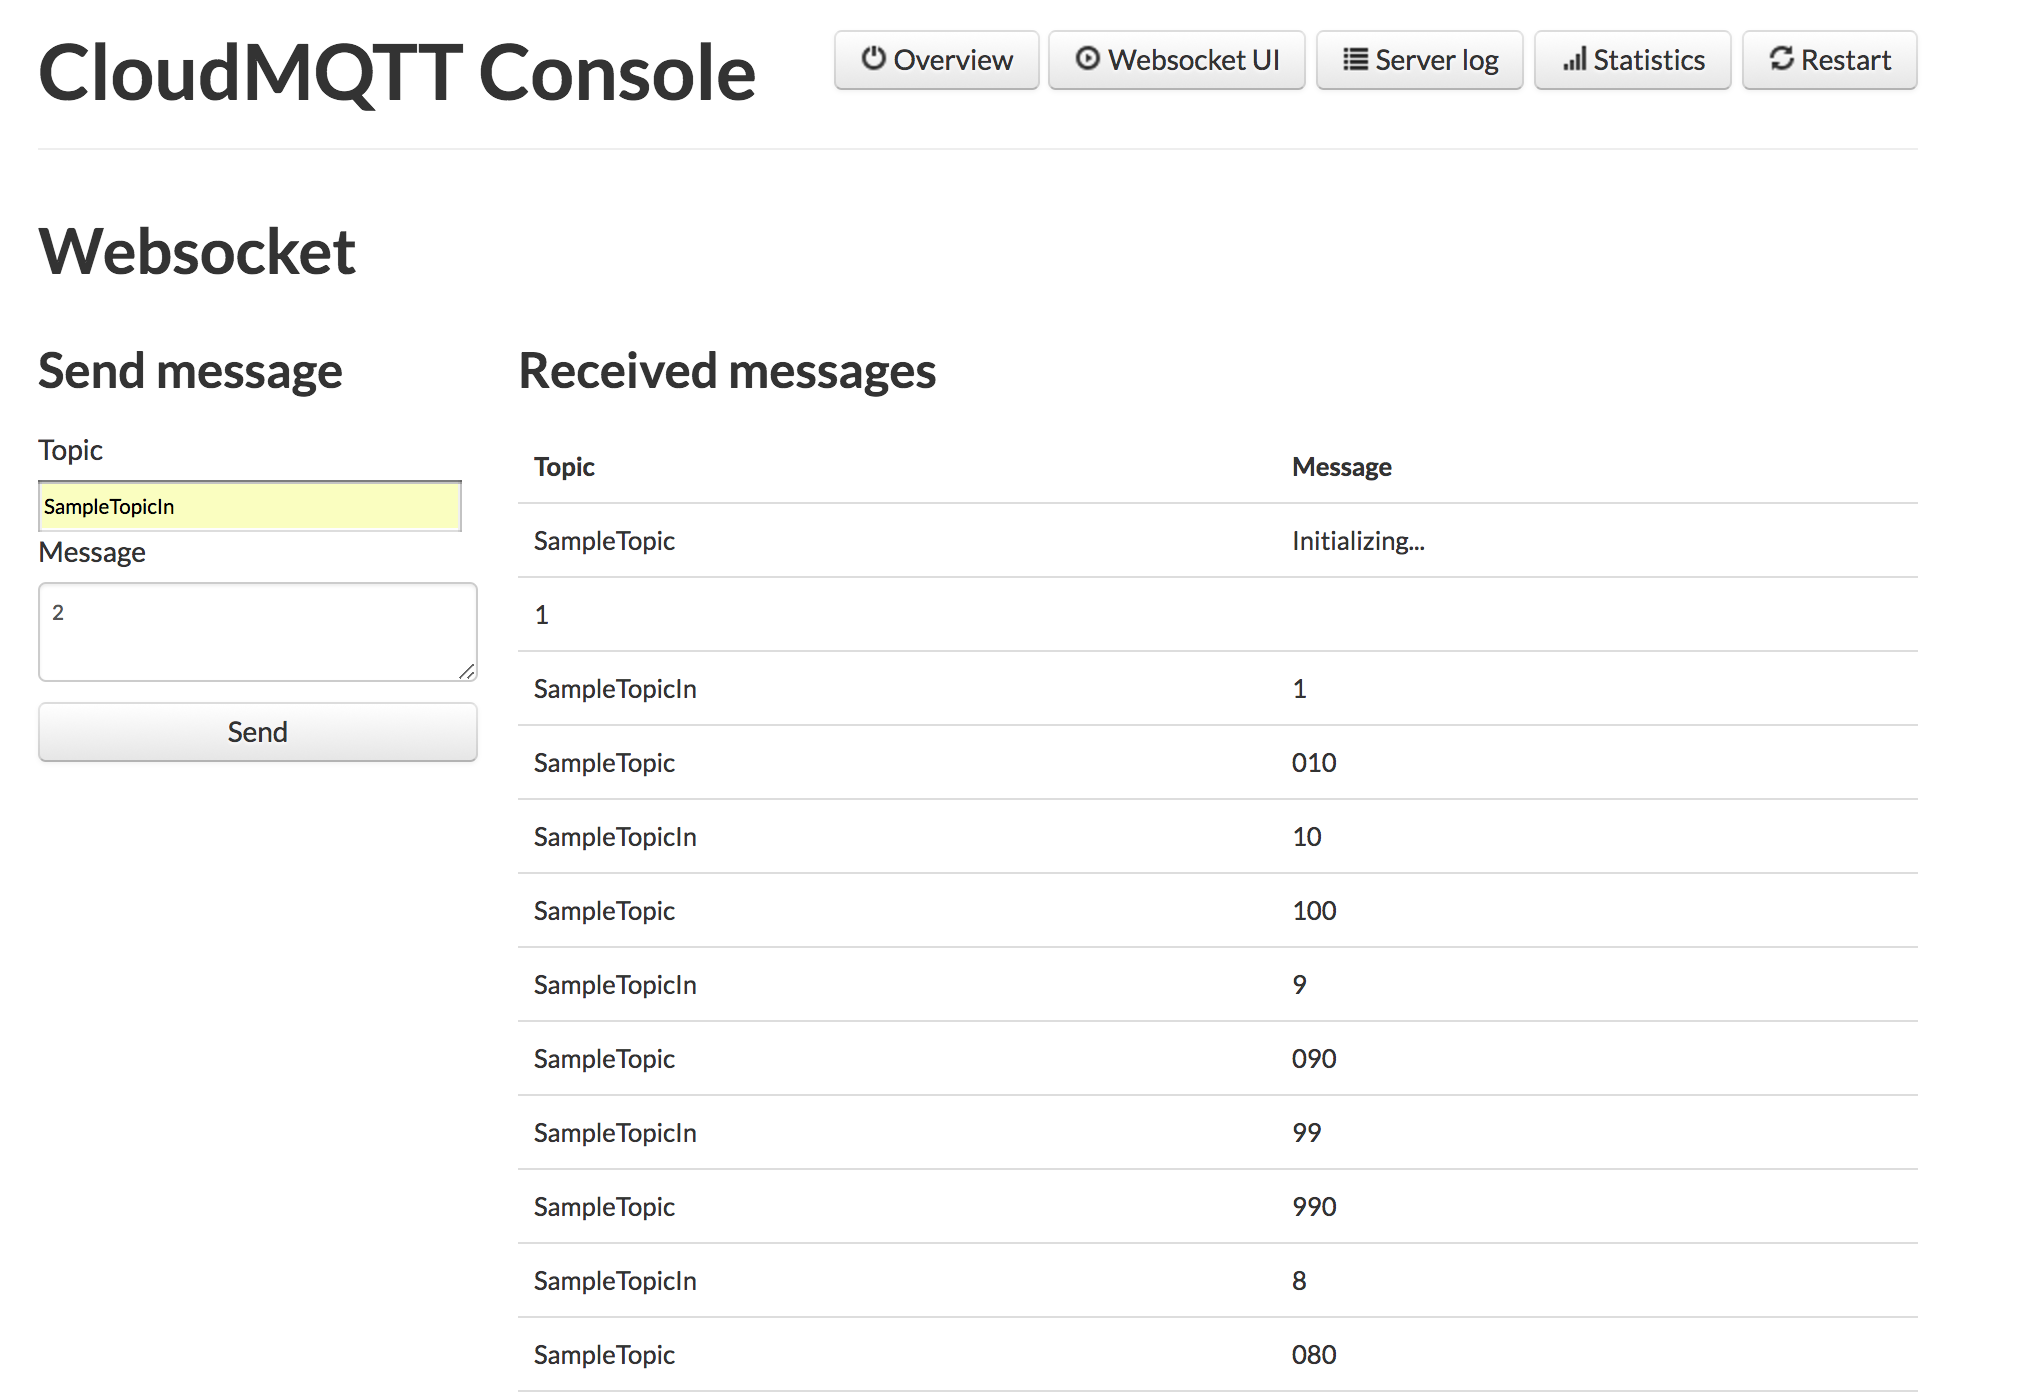 CloudMQTT Console
Overview
Websocket UI
Server log
Statistics
Restart
Websocket
Send message
Topic
SampleTopicIn
Message
2
Send
Received messages
Topic Message
SampleTopic Initializing...
1
SampleTopicIn 1
SampleTopic 010
SampleTopicIn 10
SampleTopic 100
SampleTopicIn 9
SampleTopic 090
SampleTopicIn 99
SampleTopic 990
SampleTopicIn 8
SampleTopic 080